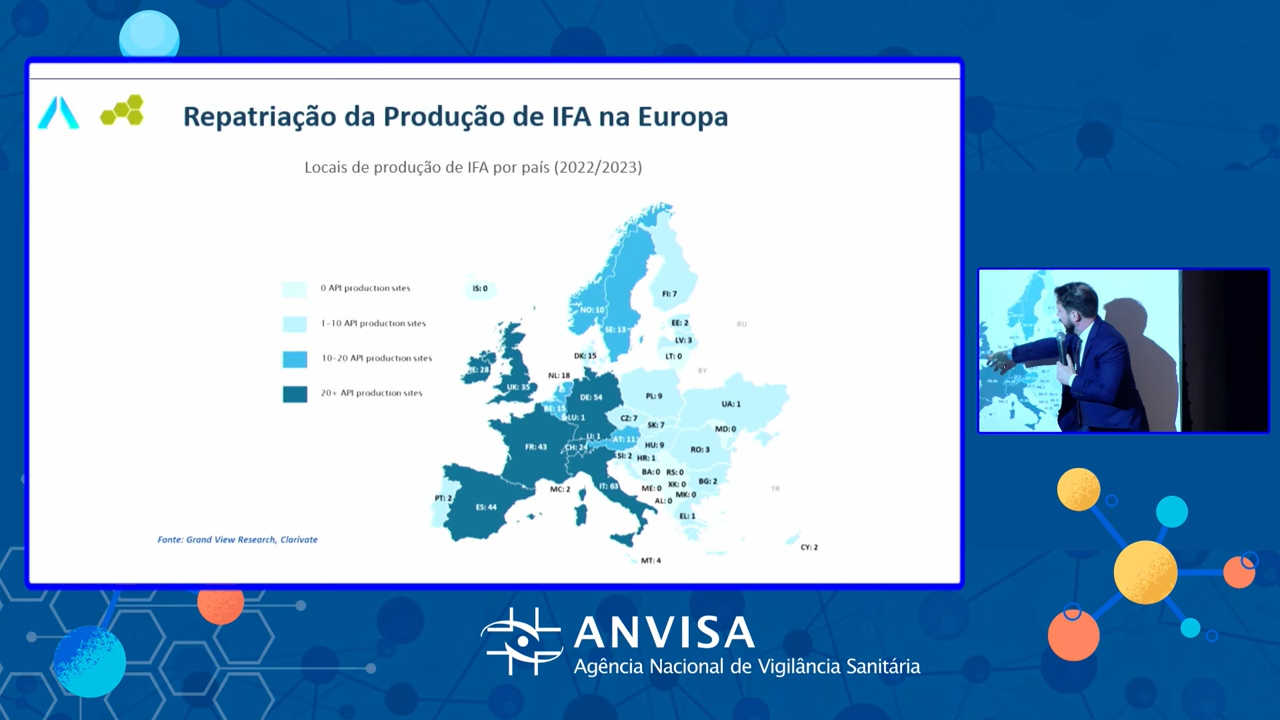 Repatriação da Produção de IFA na Europa
Locais de produção de IFA por país (2022/2023)
0 API production sites
1-10 API production sites
10-20 API production sites
20+ API production sites
IS: 0
FI: 7
NO: 10
SE: 13
EE: 2
RU
LV: 3
LT: 0
DK: 15
BY
IE: 28
NL: 18
UK: 35
DE: 54
PL: 9
UA: 1
BE: 15
LU: 1
CZ: 7
SK: 7
MD: 0
LI: 1
AT: 11
FR: 43
CH: 24
HU: 9
RO: 3
SI: 2
HR: 1
BA: 0
RS: 0
BG: 2
IT: 63
MC: 2
ME: 0
XK: 0
TR
PT: 2
AL: 0
MK: 0
ES: 44
EL: 1
CY: 2
MT: 4
Fonte: Grand View Research, Clarivate
ANVISA
Agência Nacional de Vigilância Sanitária